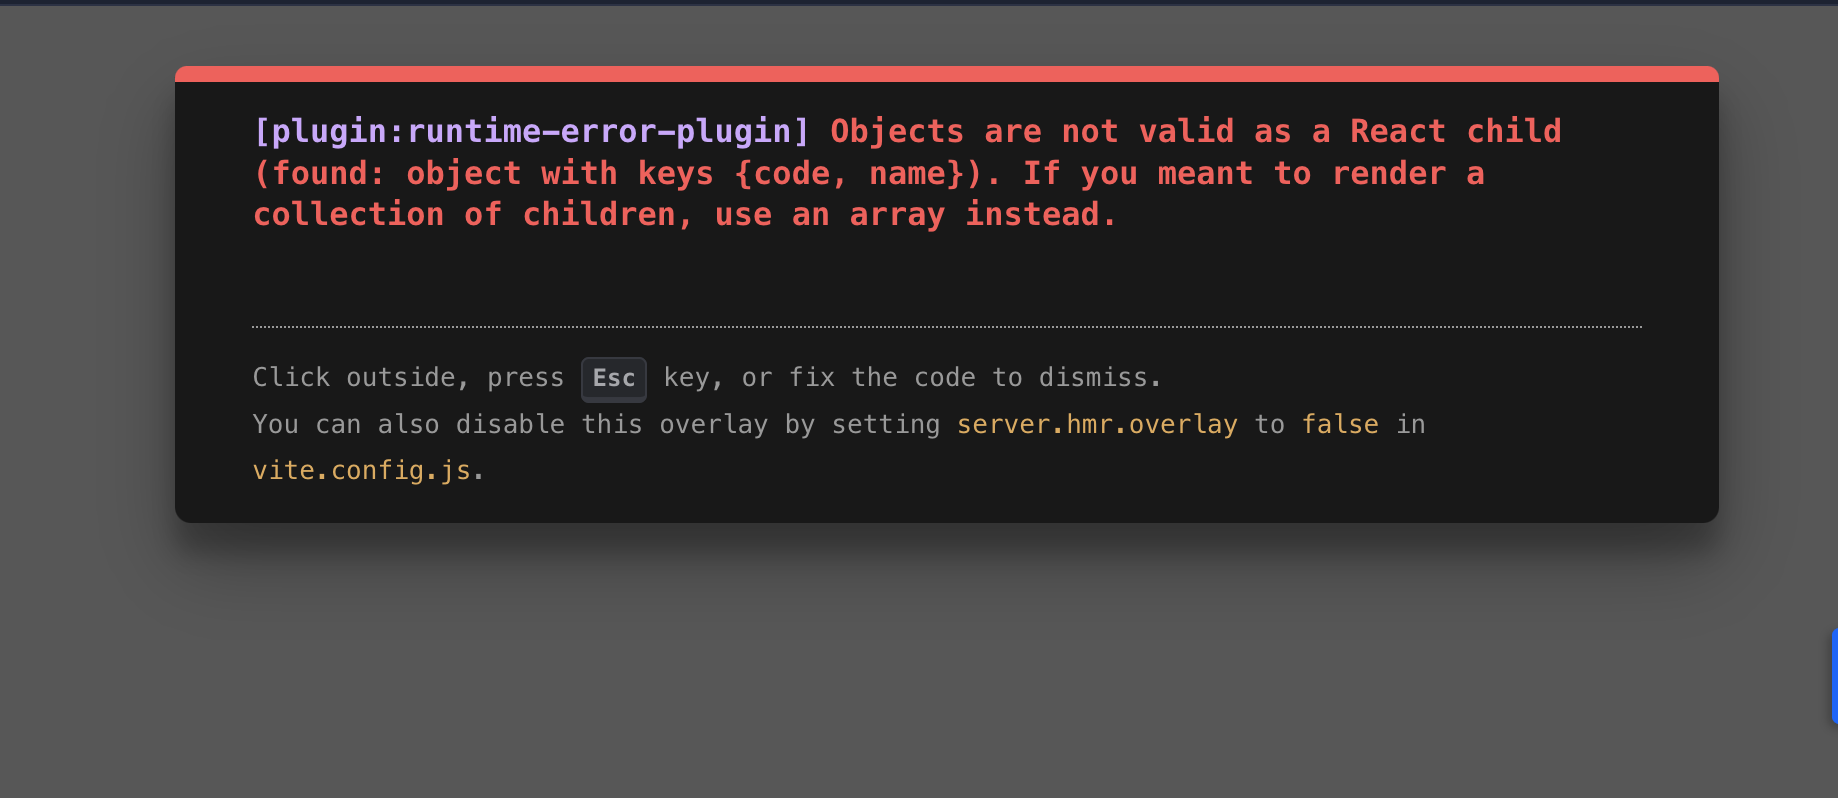 [plugin:runtime-error-plugin] Objects are not valid as a React child
(found: object with keys {code, name}). If you meant to render a
collection of children, use an array instead.
Click outside, press Esc key, or fix the code to dismiss.
You can also disable this overlay by setting server.hmr.overlay to false in
vite.config.js.